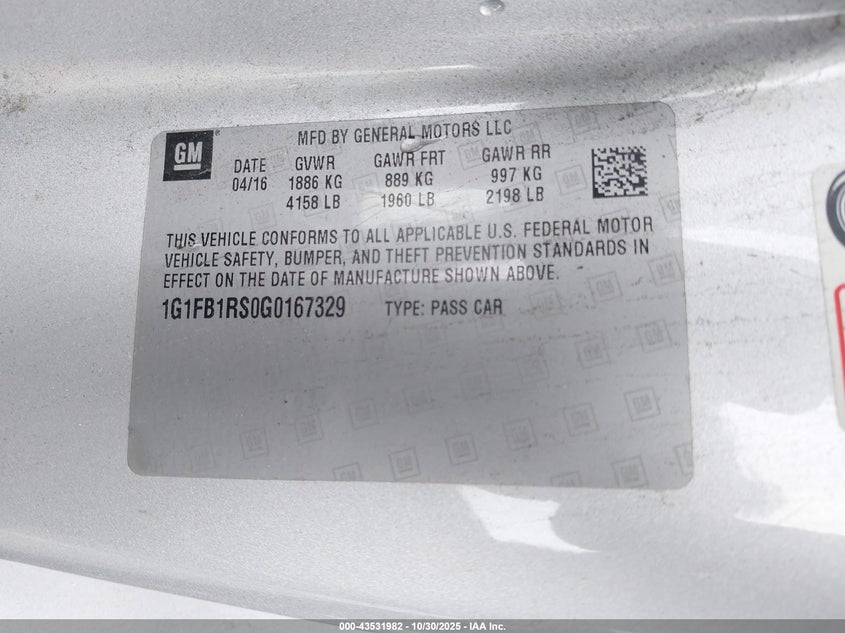 GM
MFD BY GENERAL MOTORS LLC
DATE GVWR GAWR FRT GAWR RR
04/16 1886 KG 889 KG 997 KG
4158 LB 1960 LB 2198 LB
THIS VEHICLE CONFORMS TO ALL APPLICABLE U.S. FEDERAL MOTOR
VEHICLE SAFETY, BUMPER, AND THEFT PREVENTION STANDARDS IN
EFFECT ON THE DATE OF MANUFACTURE SHOWN ABOVE.
1G1FB1RS0G0167329 TYPE: PASS CAR
000-43531982 - 10/30/2025 - IAA Inc.